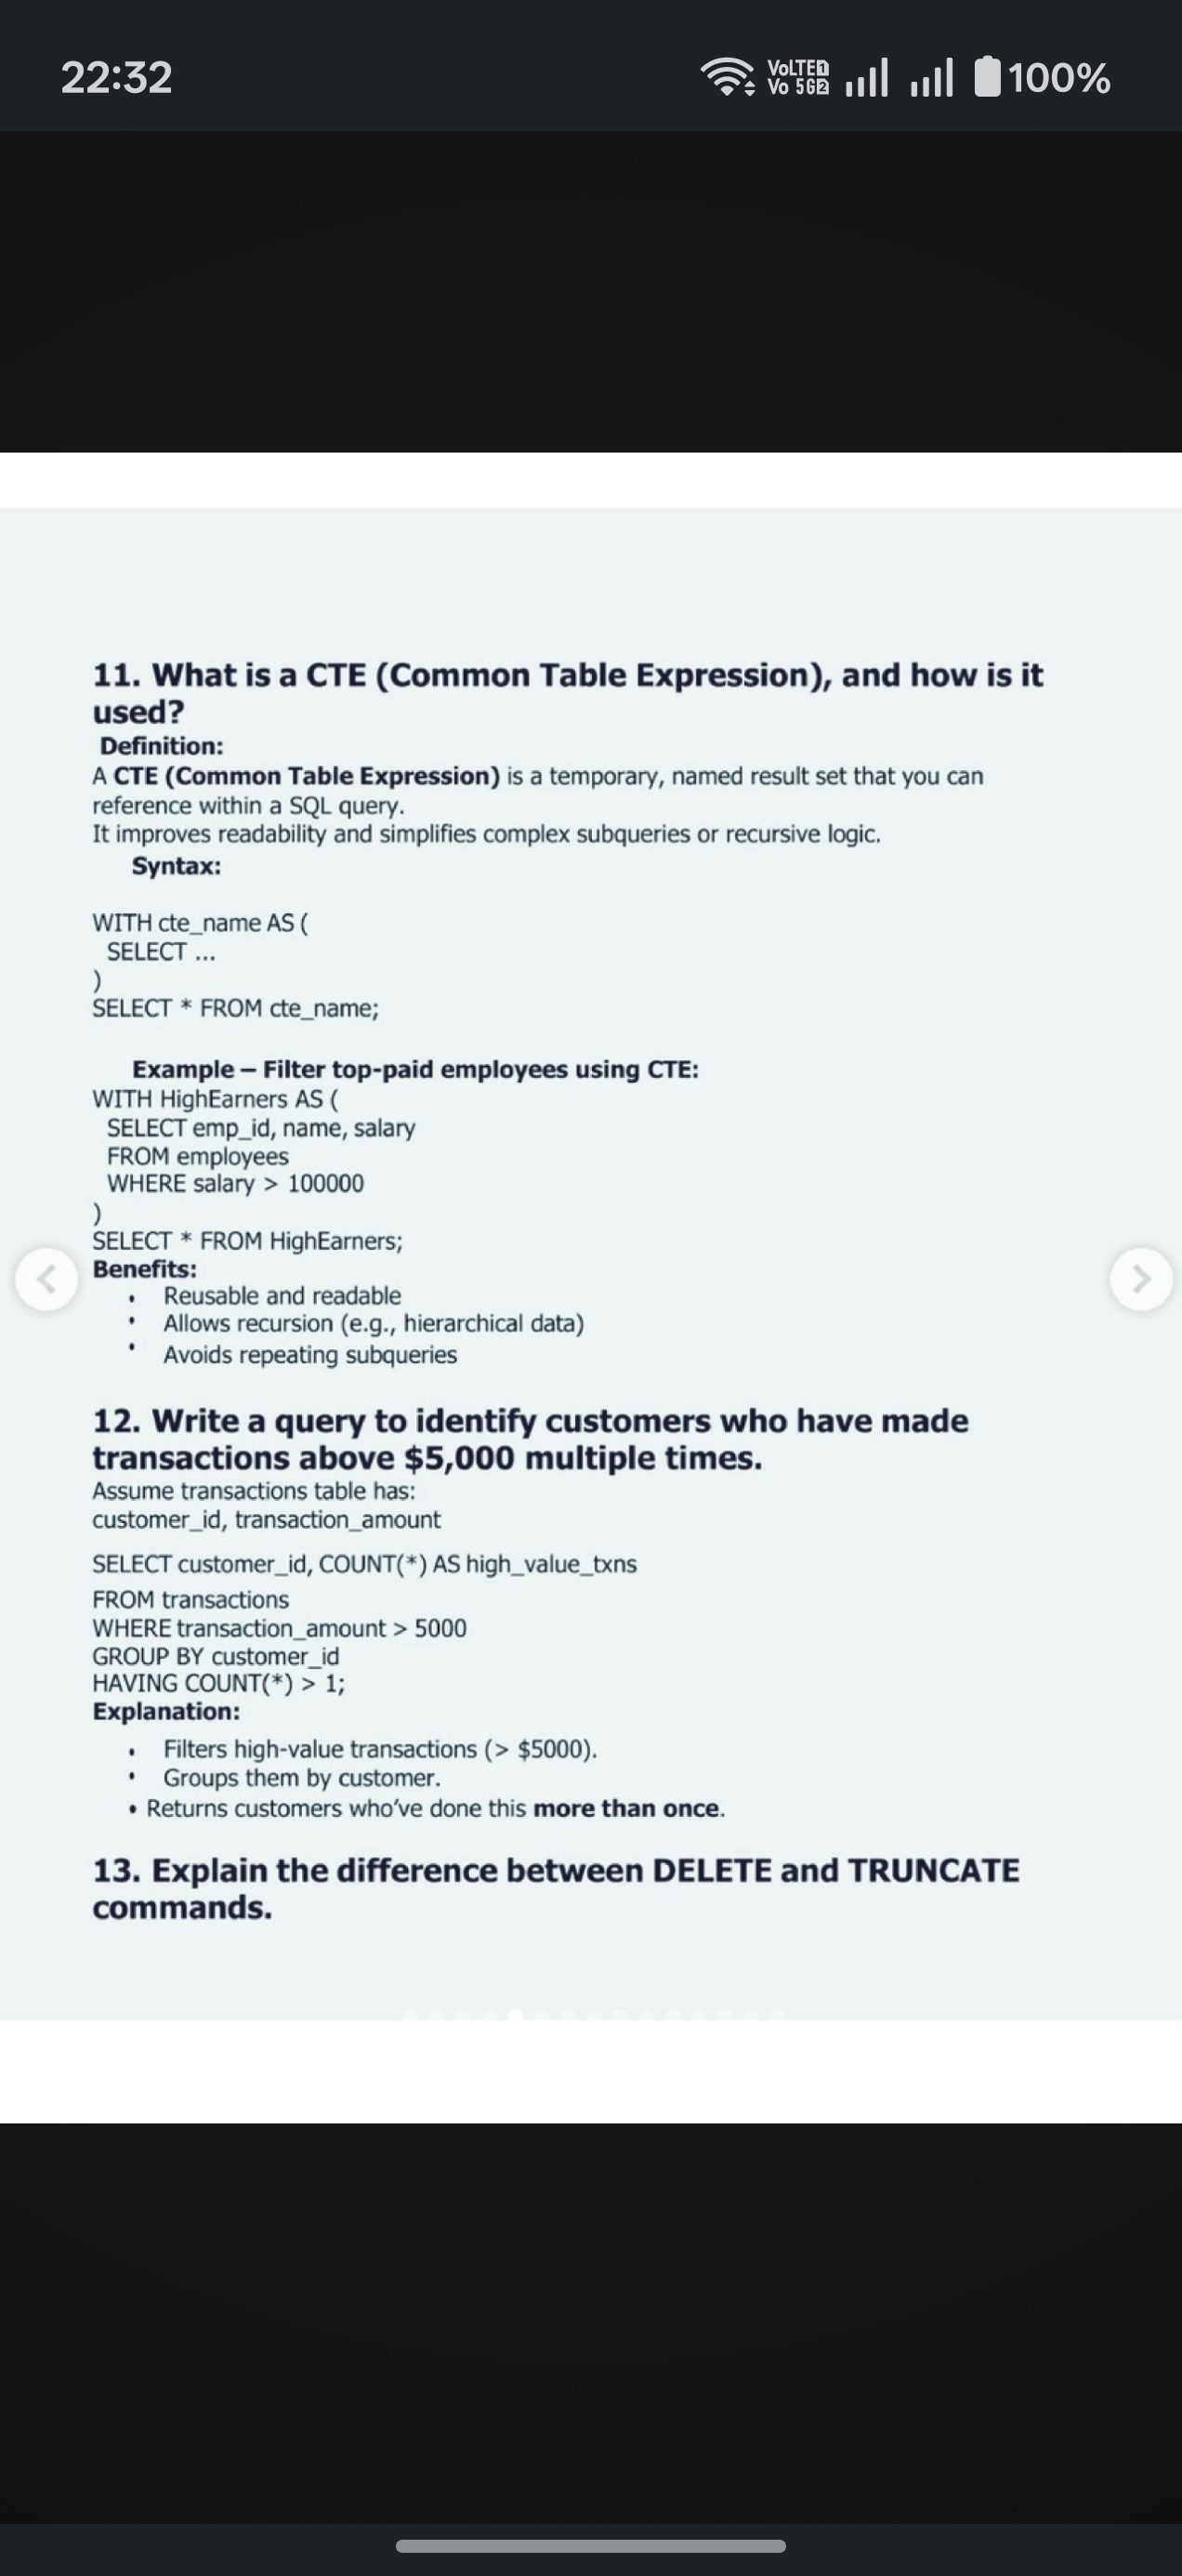 22:32
VoLTE1
Vo 5G2
100%
11. What is a CTE (Common Table Expression), and how is it
used?
Definition:
A CTE (Common Table Expression) is a temporary, named result set that you can
reference within a SQL query.
It improves readability and simplifies complex subqueries or recursive logic.
Syntax:
WITH cte_name AS (
SELECT ...
)
SELECT * FROM cte_name;
Example – Filter top-paid employees using CTE:
WITH HighEarners AS (
SELECT emp_id, name, salary
FROM employees
WHERE salary > 100000
)
SELECT * FROM HighEarners;
Benefits:
• Reusable and readable
• Allows recursion (e.g., hierarchical data)
• Avoids repeating subqueries
12. Write a query to identify customers who have made
transactions above $5,000 multiple times.
Assume transactions table has:
customer_id, transaction_amount
SELECT customer_id, COUNT(*) AS high_value_txns
FROM transactions
WHERE transaction_amount > 5000
GROUP BY customer_id
HAVING COUNT(*) > 1;
Explanation:
• Filters high-value transactions (> $5000).
• Groups them by customer.
• Returns customers who’ve done this more than once.
13. Explain the difference between DELETE and TRUNCATE
commands.